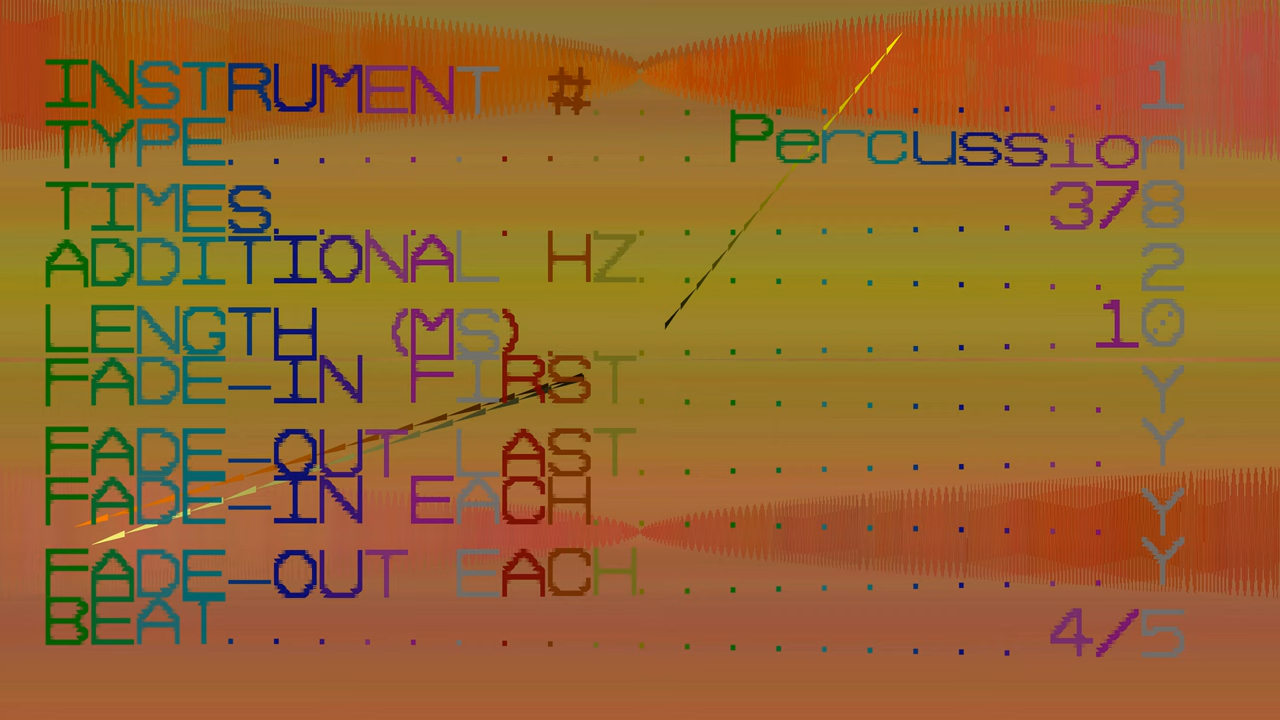 INSTRUMENT #. . . . . . . . . . . .1
TYPE. . . . . . . . . . .Percussion
TIMES. . . . . . . . . . . . . . . . . .378
ADDITIONAL HZ. . . . . . . . . . .2
LENGTH (MS). . . . . . . . . . . . .10
FADE-IN FIRST. . . . . . . . . . .Y
FADE-OUT LAST. . . . . . . . . . .Y
FADE-IN EACH. . . . . . . . . . . .Y
FADE-OUT EACH. . . . . . . . . . .Y
BEAT. . . . . . . . . . . . . . . . . . .4/5